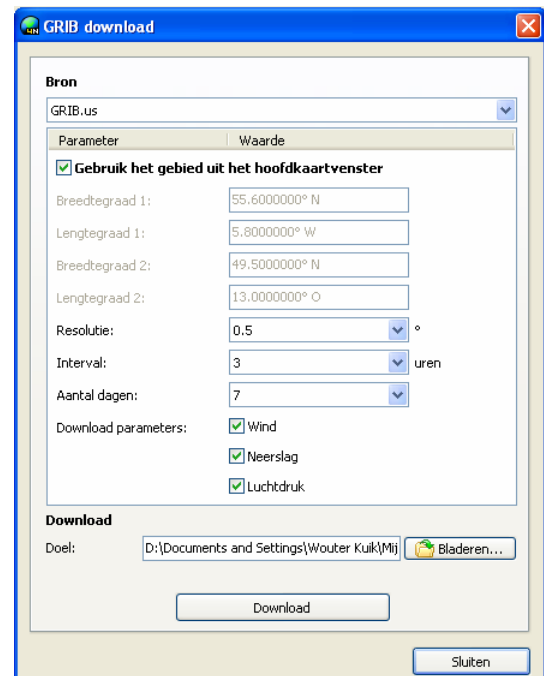 GRIB download
Bron
GRIB.us
Parameter Waarde
Gebruik het gebied uit het hoofdkaartvenster
Breedtegraad 1: 55.6000000° N
Lengtegraad 1: 5.8000000° W
Breedtegraad 2: 49.5000000° N
Lengtegraad 2: 13.0000000° O
Resolutie: 0.5 °
Interval: 3 uren
Aantal dagen: 7
Download parameters: Wind
Neerslag
Luchtdruk
Download
Doel: D:\Documents and Settings\Wouter Kuik\Mij Bladeren...
Download
Sluiten